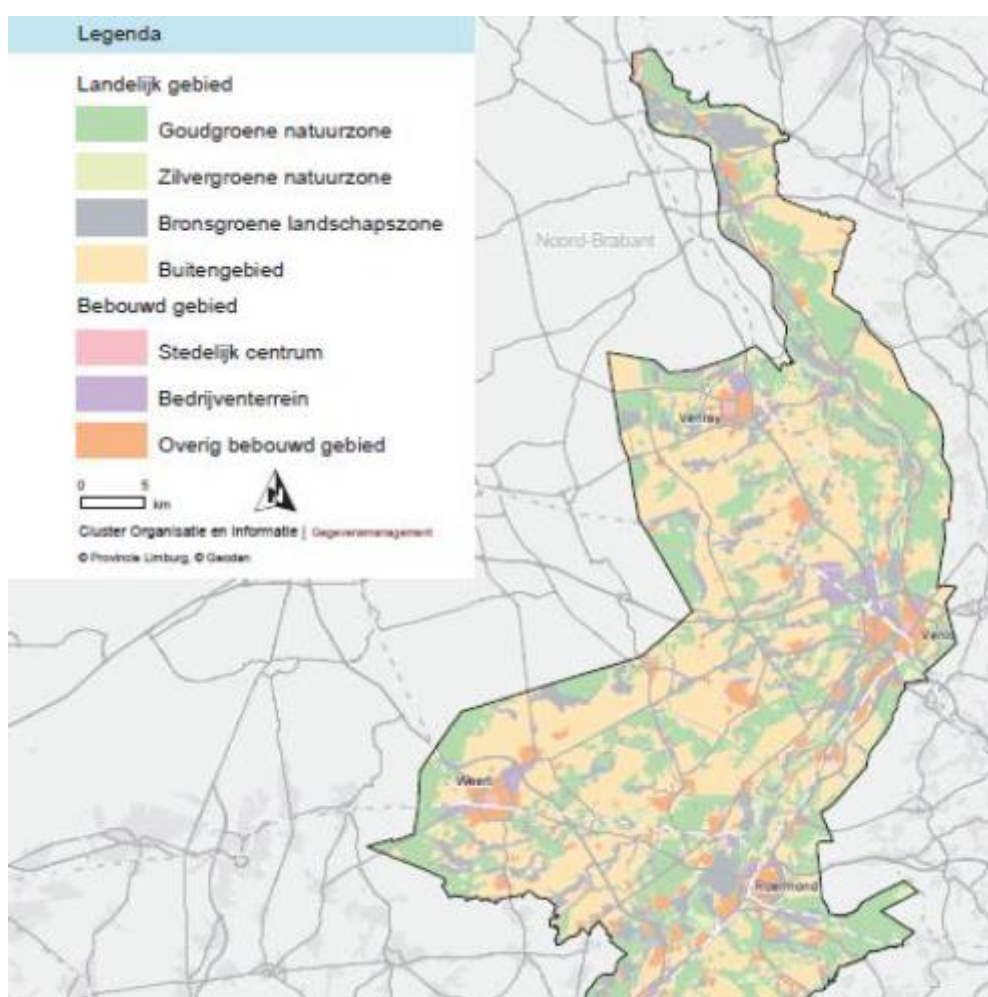 Legenda
Landelijk gebied
Goudgroene natuurzone
Zilvergroene natuurzone
Bronsgroene landschapszone
Buitengebied
Bebouwd gebied
Stedelijk centrum
Bedrijventerrein
Overig bebouwd gebied
0 5
km
Cluster Organisatie en Informatie | Gegevensmanagement
© Provincie Limburg, © Geodan
Noord-Brabant
Venray
Venlo
Weert
Roermond